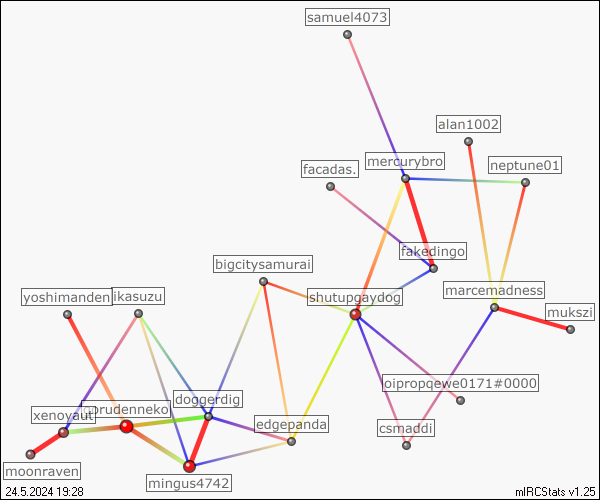 samuel4073
alan1002
mercurybro
neptune01
facadas.
fakedingo
bigcitysamurai
marcemadness
yoshimanden
ikasuzu
shutupgaydog
mukszi
oipropqewe0171#0000
doggerdig
xenoyaut
prudenneko
edgepanda
csmaddi
moonraven
mingus4742
24.5.2024 19:28
mIRCStats v1.25